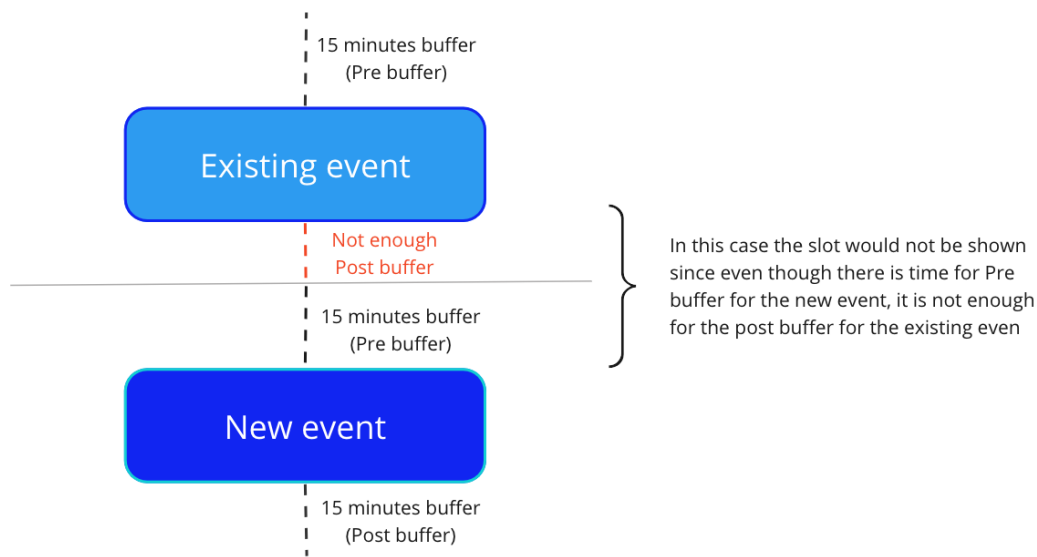 15 minutes buffer
(Pre buffer)
Existing event
Not enough
Post buffer
In this case the slot would not be shown
since even though there is time for Pre
buffer for the new event, it is not enough
for the post buffer for the existing even
15 minutes buffer
(Pre buffer)
New event
15 minutes buffer
(Post buffer)